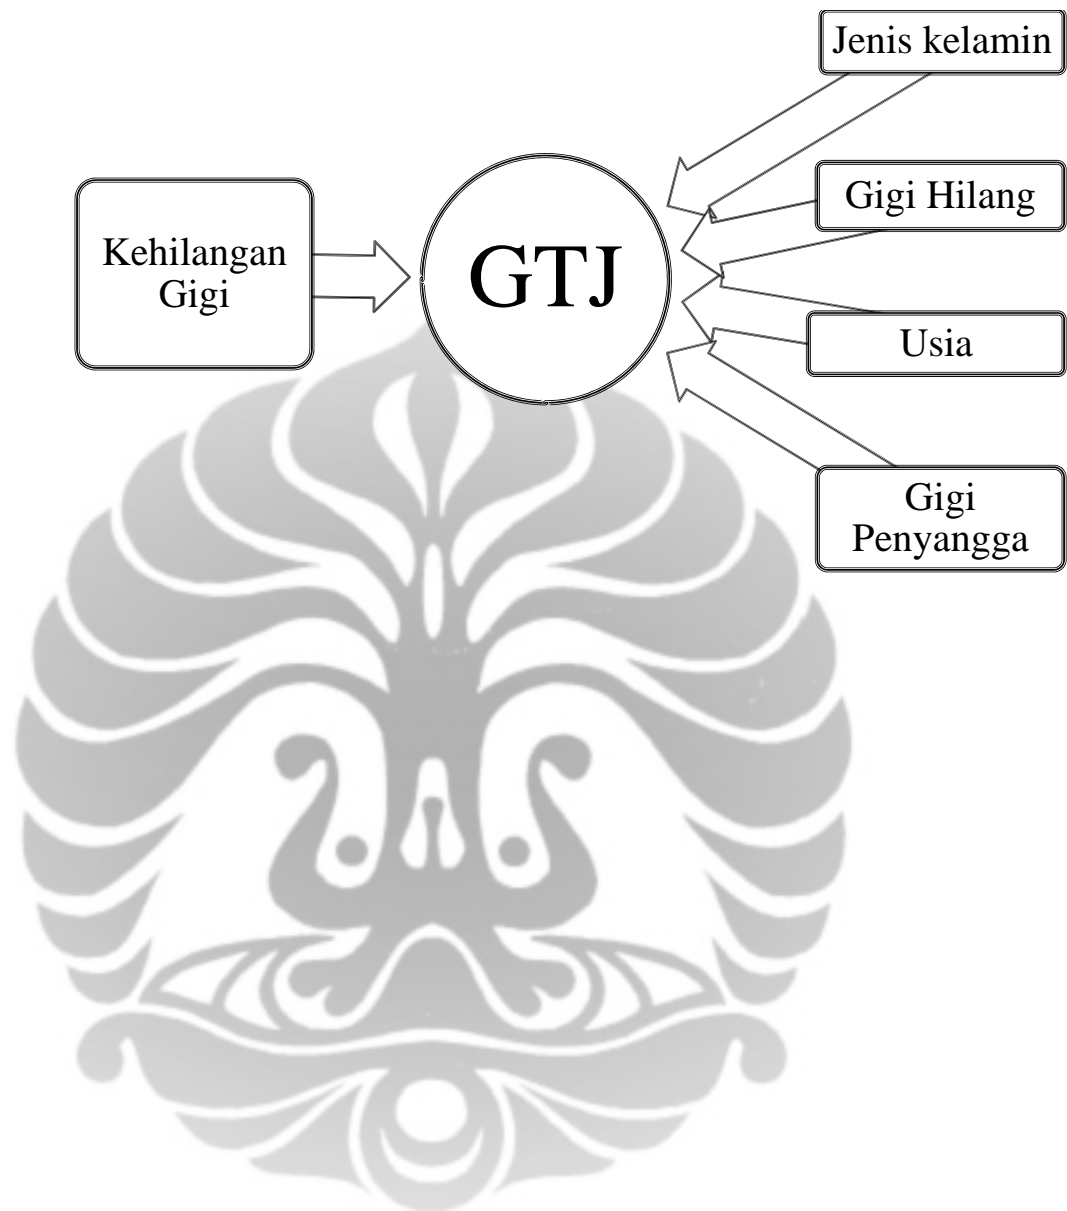 Jenis kelamin
Kehilangan
Gigi
GTJ
Gigi Hilang
Usia
Gigi
Penyangga